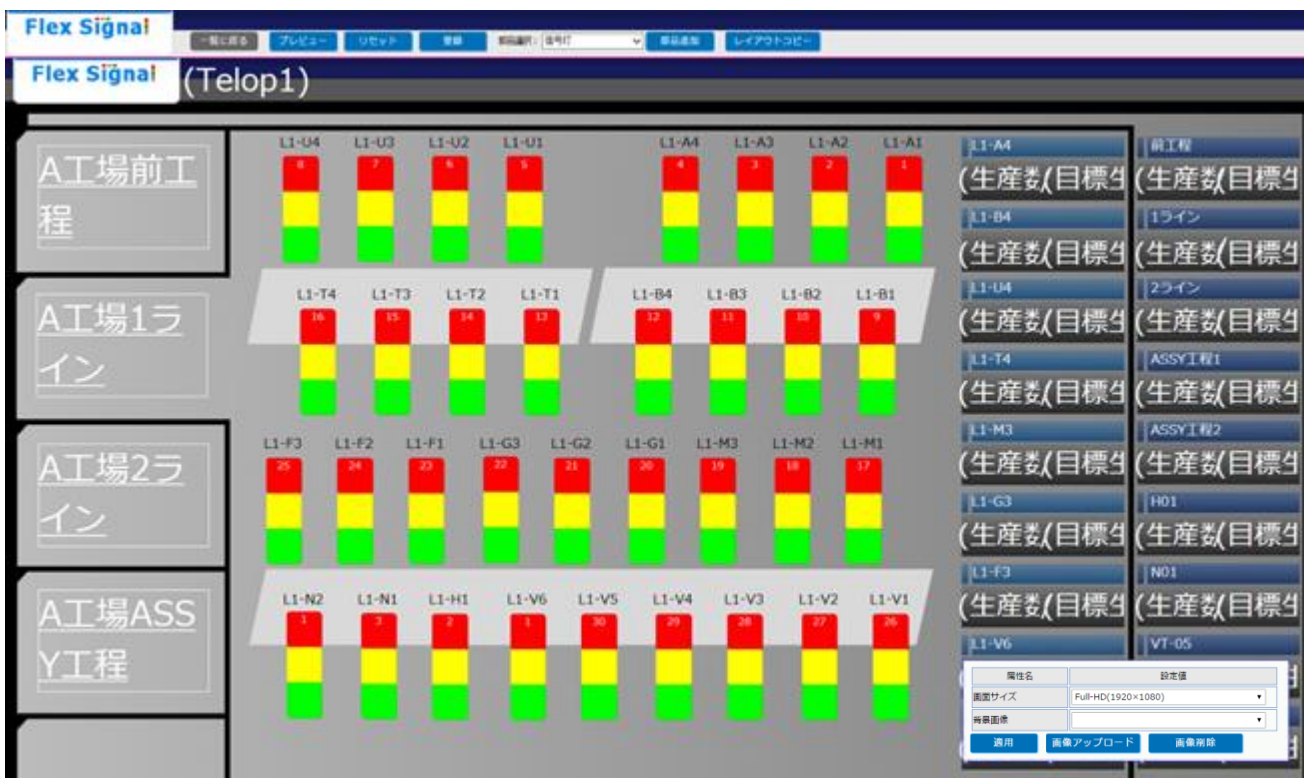 Flex Signal
一覧に戻る プレビュー リセット 登録 部品選択: 信号灯 部品追加 レイアウトコピー
Flex Signal (Telop1)
A工場前工
程
A工場1ラ
イン
A工場2ラ
イン
A工場ASS
Y工程
L1-U4 L1-U3 L1-U2 L1-U1 L1-A4 L1-A3 L1-A2 L1-A1
8 7 6 5 4 3 2 1
L1-T4 L1-T3 L1-T2 L1-T1 L1-B4 L1-B3 L1-B2 L1-B1
16 15 14 13 12 11 10 9
L1-F3 L1-F2 L1-F1 L1-G3 L1-G2 L1-G1 L1-M3 L1-M2 L1-M1
25 24 23 22 21 20 19 18 17
L1-N2 L1-N1 L1-H1 L1-V6 L1-V5 L1-V4 L1-V3 L1-V2 L1-V1
1 3 2 1 30 29 28 27 26
L1-A4 前工程
(生産数(目標生 (生産数(目標生
L1-B4 1ライン
(生産数(目標生 (生産数(目標生
L1-U4 2ライン
(生産数(目標生 (生産数(目標生
L1-T4 ASSY工程1
(生産数(目標生 (生産数(目標生
L1-M3 ASSY工程2
(生産数(目標生 (生産数(目標生
L1-G3 H01
(生産数(目標生 (生産数(目標生
L1-F3 N01
(生産数(目標生 (生産数(目標生
L1-V6 VT-05
属性名 設定値
画面サイズ Full-HD(1920×1080)
背景画像
適用 画像アップロード 画像削除